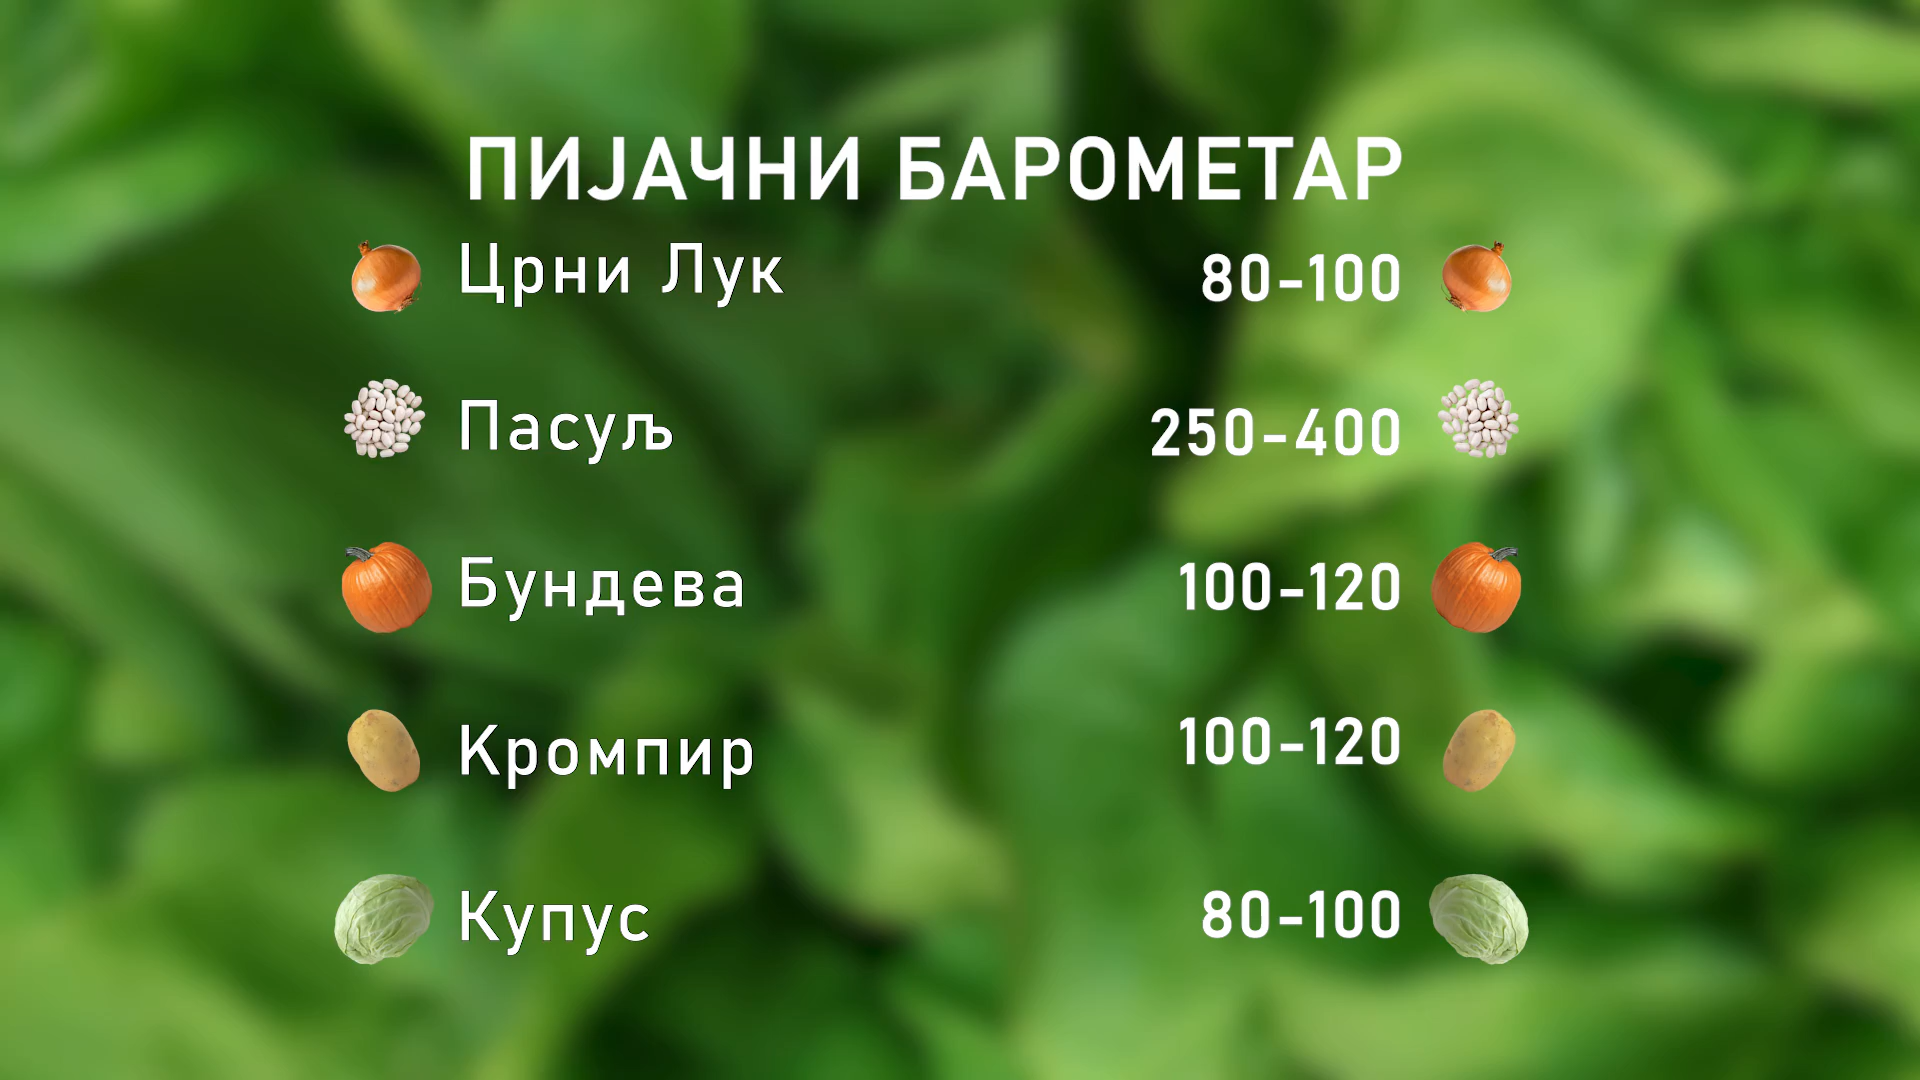 ПИЈАЧНИ БАРОМЕТАР
Црни Лук 80-100
Пасуљ 250-400
Бундева 100-120
Кромпир 100-120
Купус 80-100